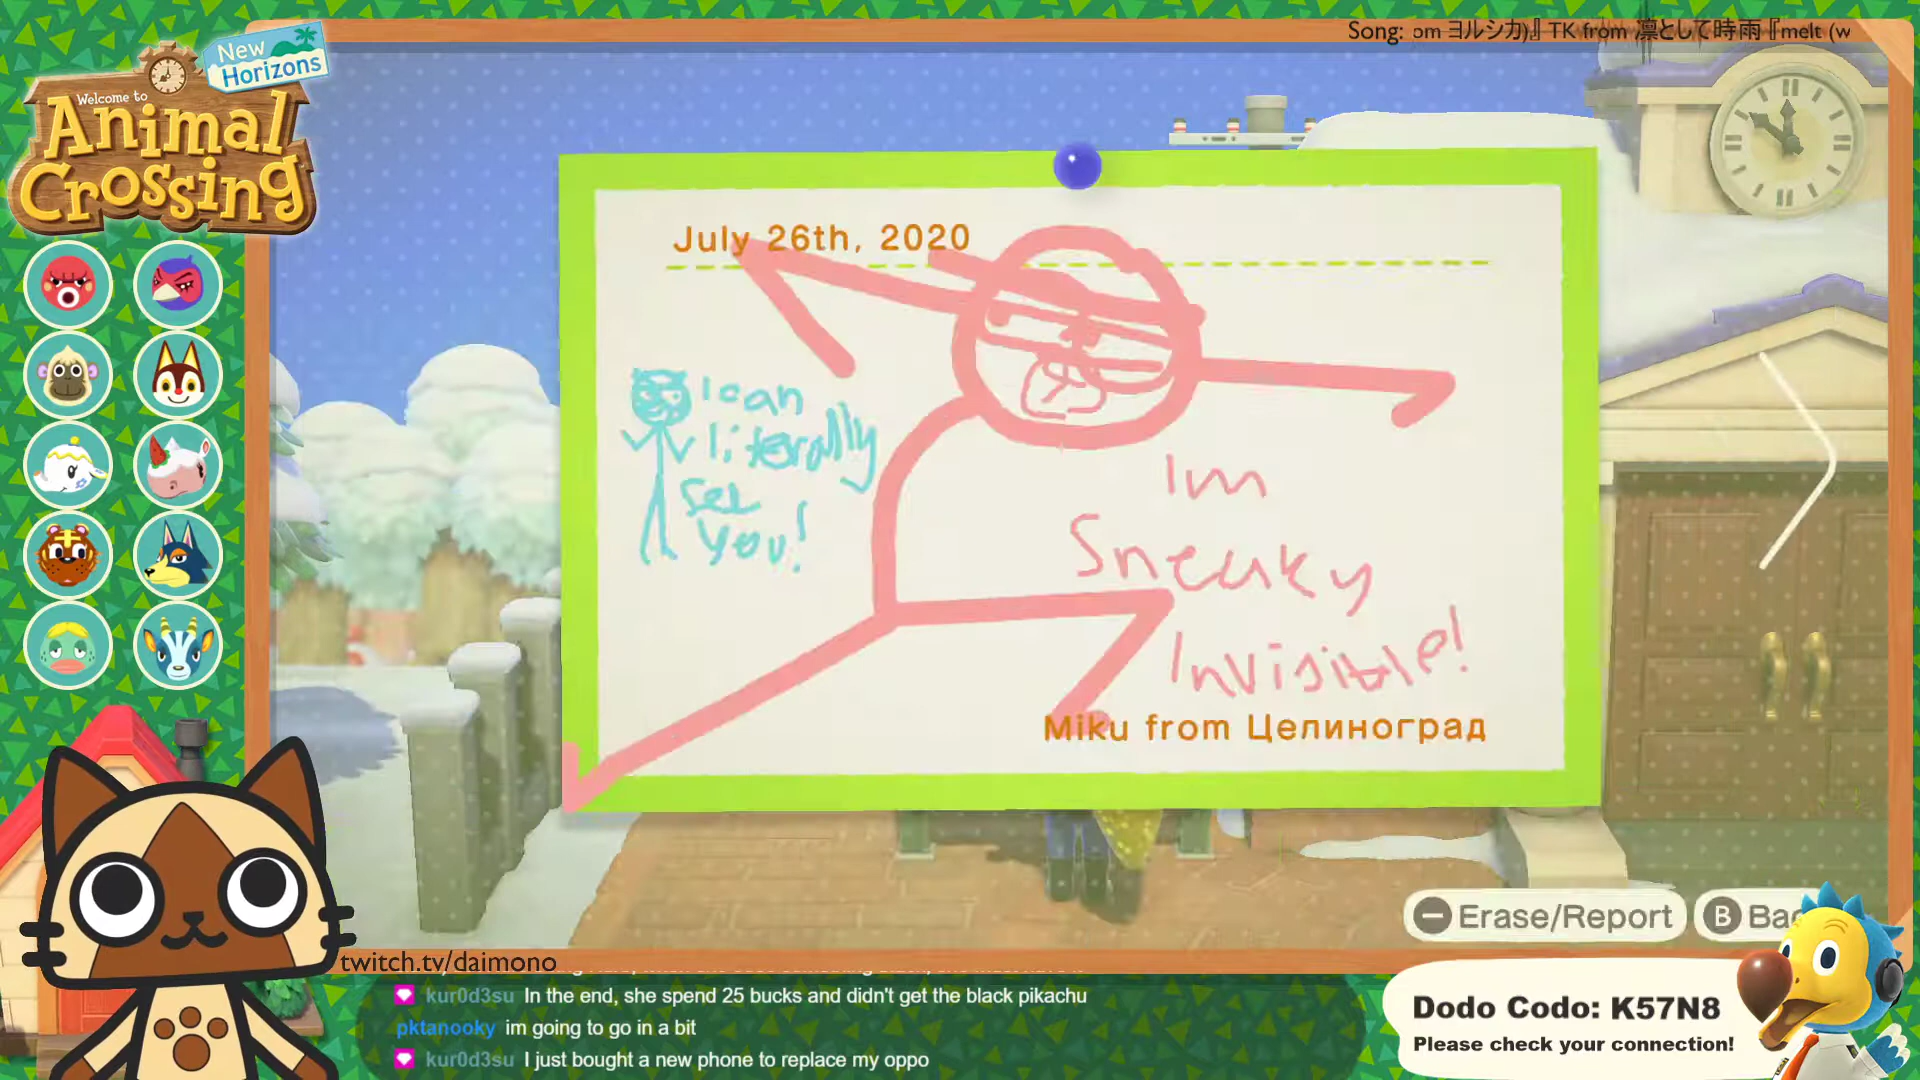 Song: om ヨルシカ)』 TK from 凛として時雨 『melt (w
New
Horizons
Welcome to
Animal
Crossing
July 26th, 2020
I can
literally
see
you!
Im
Sneaky
Invisible!
Miku from Целиноград
Erase/Report
B Bac
twitch.tv/daimono
kur0d3su In the end, she spend 25 bucks and didn't get the black pikachu
pktanooky im going to go in a bit
kur0d3su I just bought a new phone to replace my oppo
Dodo Codo: K57N8
Please check your connection!